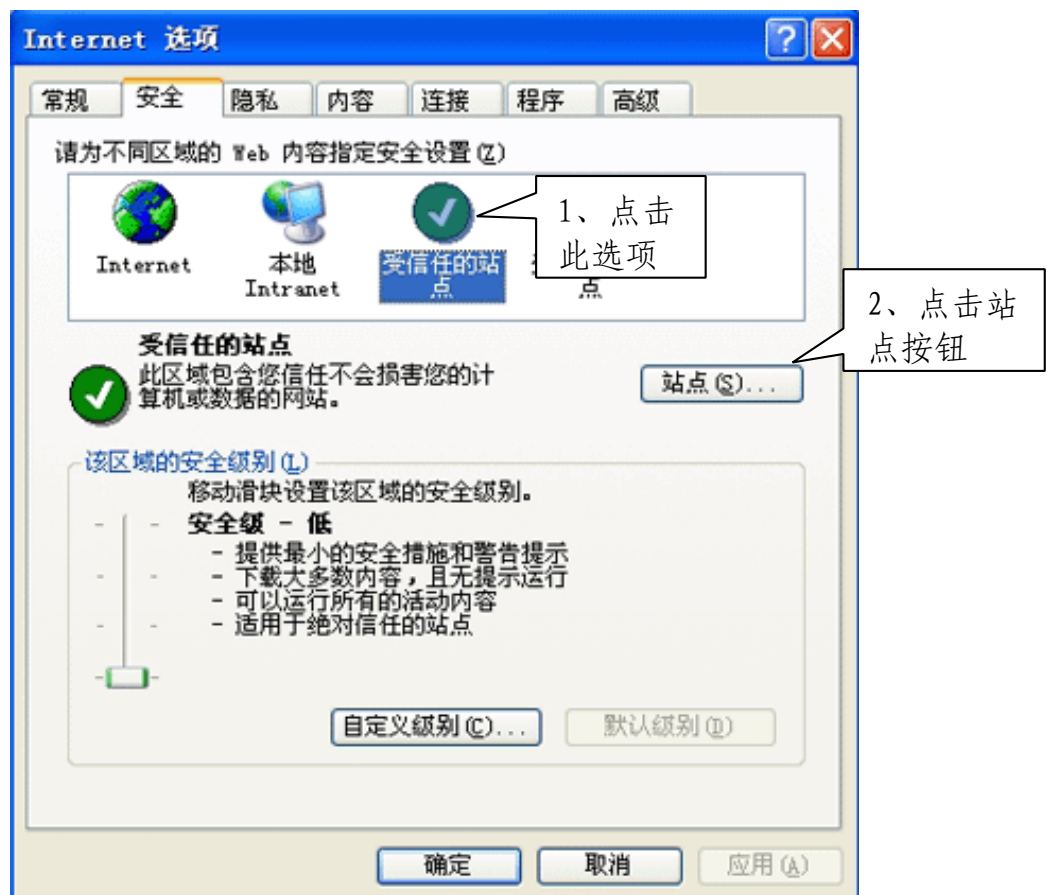 Internet 选项
常规 安全 隐私 内容 连接 程序 高级
请为不同区域的 Web 内容指定安全设置(Z)
Internet
本地
Intranet
受信任的站
点
点
1、点击
此选项
2、点击站
点按钮
受信任的站点
此区域包含您信任不会损害您的计
算机或数据的网站。
站点(S)...
该区域的安全级别(L)
移动滑块设置该区域的安全级别。
安全级 - 低
- 提供最小的安全措施和警告提示
- 下载大多数内容，且无提示运行
- 可以运行所有的活动内容
- 适用于绝对信任的站点
自定义级别(C)... 默认级别(D)
确定 取消 应用(A)